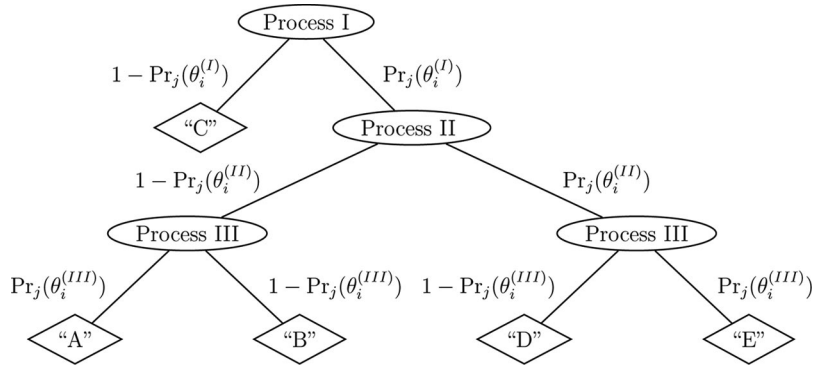 Process I
1 − Pr_j(θ_i^{(I)})
Pr_j(θ_i^{(I)})
“C”
Process II
1 − Pr_j(θ_i^{(II)})
Pr_j(θ_i^{(II)})
Process III
Process III
Pr_j(θ_i^{(III)})
1 − Pr_j(θ_i^{(III)})
1 − Pr_j(θ_i^{(III)})
Pr_j(θ_i^{(III)})
“A”
“B”
“D”
“E”